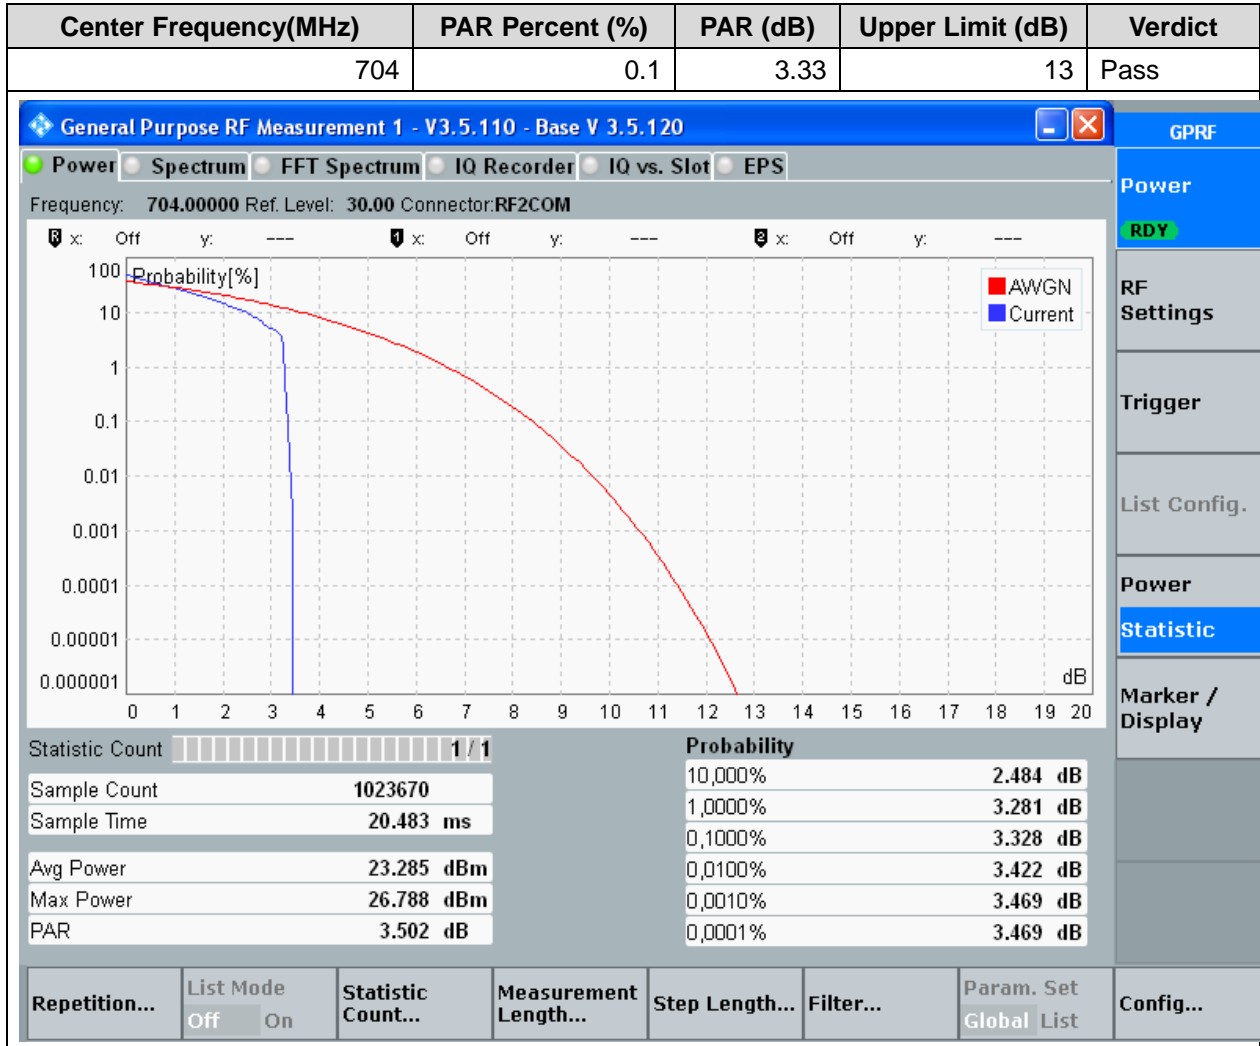 Center Frequency(MHz) PAR Percent (%) PAR (dB) Upper Limit (dB) Verdict
704 0.1 3.33 13 Pass
General Purpose RF Measurement 1 - V3.5.110 - Base V 3.5.120
GPRF
Power Spectrum FFT Spectrum IQ Recorder IQ vs. Slot EPS
Power
RDY
Frequency: 704.00000 Ref. Level: 30.00 Connector:RF2COM
R x: Off y: --- 1 x: Off y: --- 2 x: Off y: ---
Probability[%]
AWGN
Current
100
10
1
0.1
0.01
0.001
0.0001
0.00001
0.000001
dB
0 1 2 3 4 5 6 7 8 9 10 11 12 13 14 15 16 17 18 19 20
RF
Settings
Trigger
List Config.
Power
Statistic
Marker /
Display
Statistic Count 1 / 1
Sample Count 1023670
Sample Time 20.483 ms
Avg Power 23.285 dBm
Max Power 26.788 dBm
PAR 3.502 dB
Probability
10,000% 2.484 dB
1,0000% 3.281 dB
0,1000% 3.328 dB
0,0100% 3.422 dB
0,0010% 3.469 dB
0,0001% 3.469 dB
Repetition...
List Mode
Off On
Statistic
Count...
Measurement
Length...
Step Length...
Filter...
Param. Set
Global List
Config...